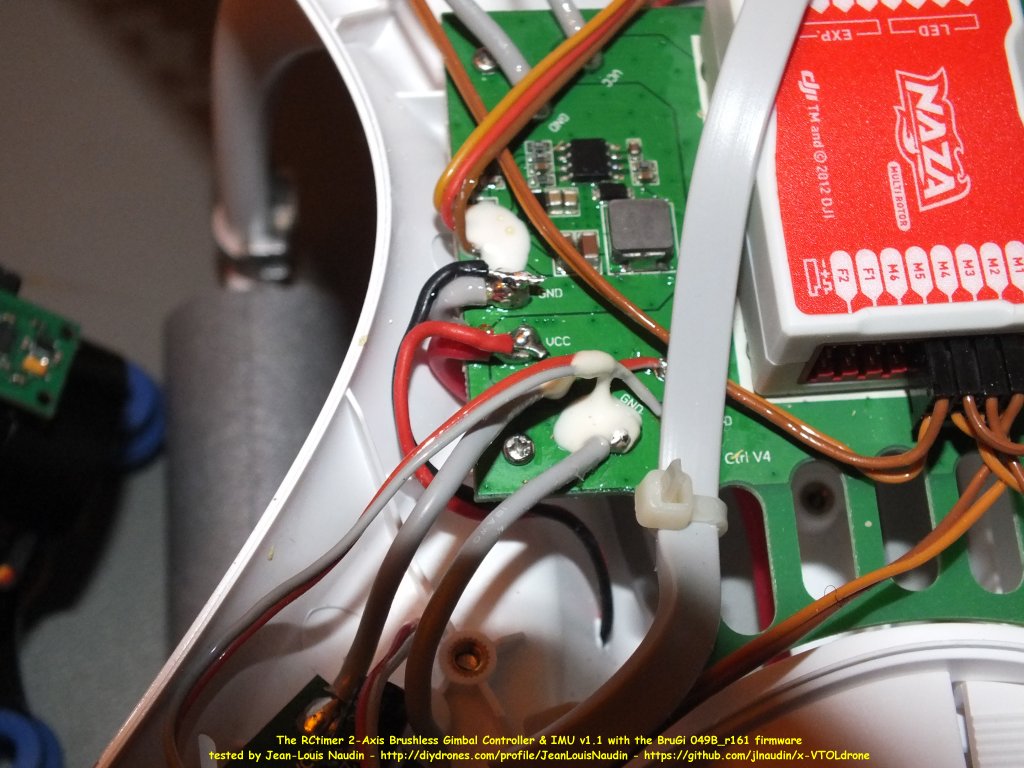 VCC
GND
EXP.
LED
dji TM and © 2012 DJI
NAZA
MULTI-ROTOR
F2
F1
M6
M5
M4
M3
M2
M1
GND
VCC
GND
Ctrl V4
The RCtimer 2-Axis Brushless Gimbal Controller & IMU v1.1 with the BruGi 049B_r161 firmware
tested by Jean-Louis Naudin - http://diydrones.com/profile/JeanLouisNaudin - https://github.com/jlnaudin/x-VTOLdrone